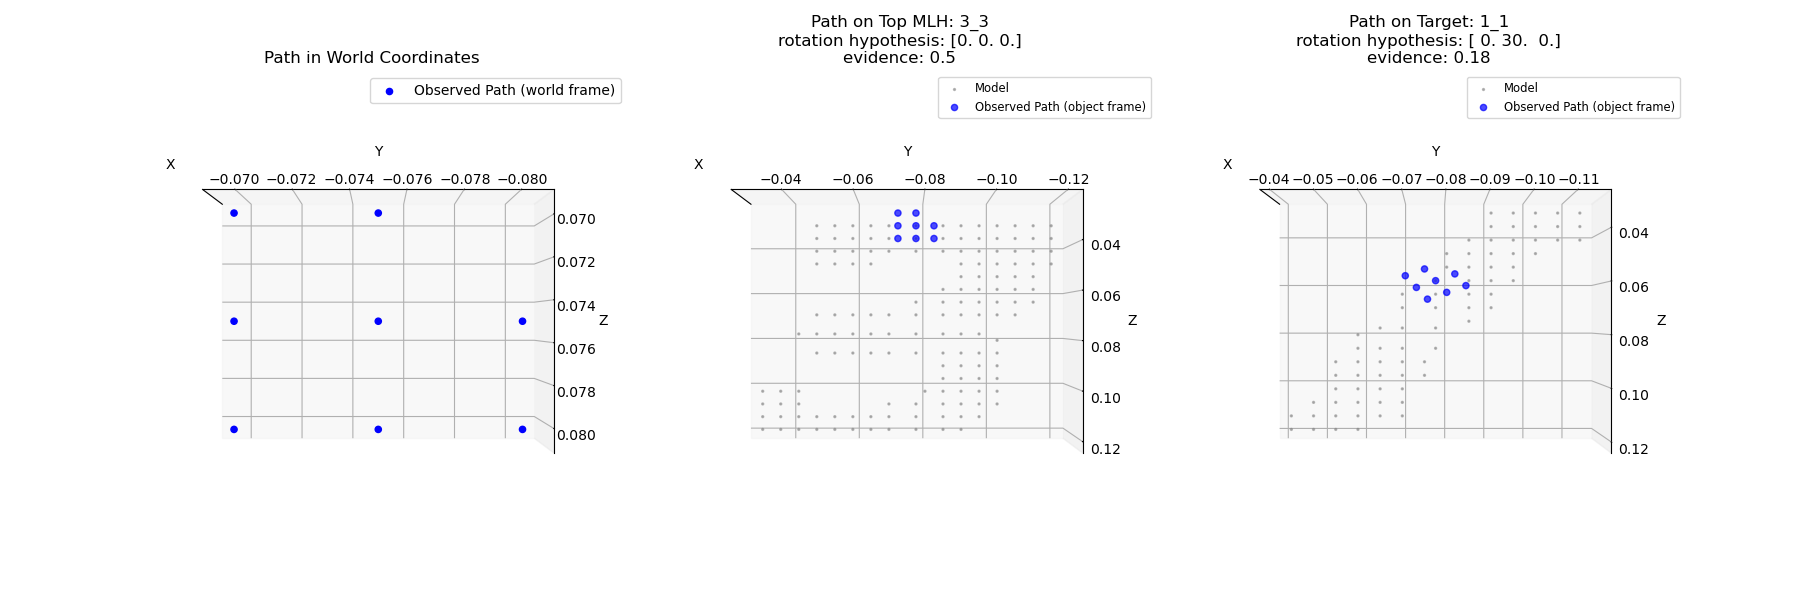 Path in World Coordinates
Observed Path (world frame)
X
Y
−0.070 −0.072 −0.074 −0.076 −0.078 −0.080
0.070
0.072
0.074
Z
0.076
0.078
0.080
Path on Top MLH: 3_3
rotation hypothesis: [0. 0. 0.]
evidence: 0.5
Model
Observed Path (object frame)
X
Y
−0.04 −0.06 −0.08 −0.10 −0.12
0.04
0.06
Z
0.08
0.10
0.12
Path on Target: 1_1
rotation hypothesis: [ 0. 30.  0.]
evidence: 0.18
Model
Observed Path (object frame)
X
Y
−0.04 −0.05 −0.06 −0.07 −0.08 −0.09 −0.10 −0.11
0.04
0.06
Z
0.08
0.10
0.12